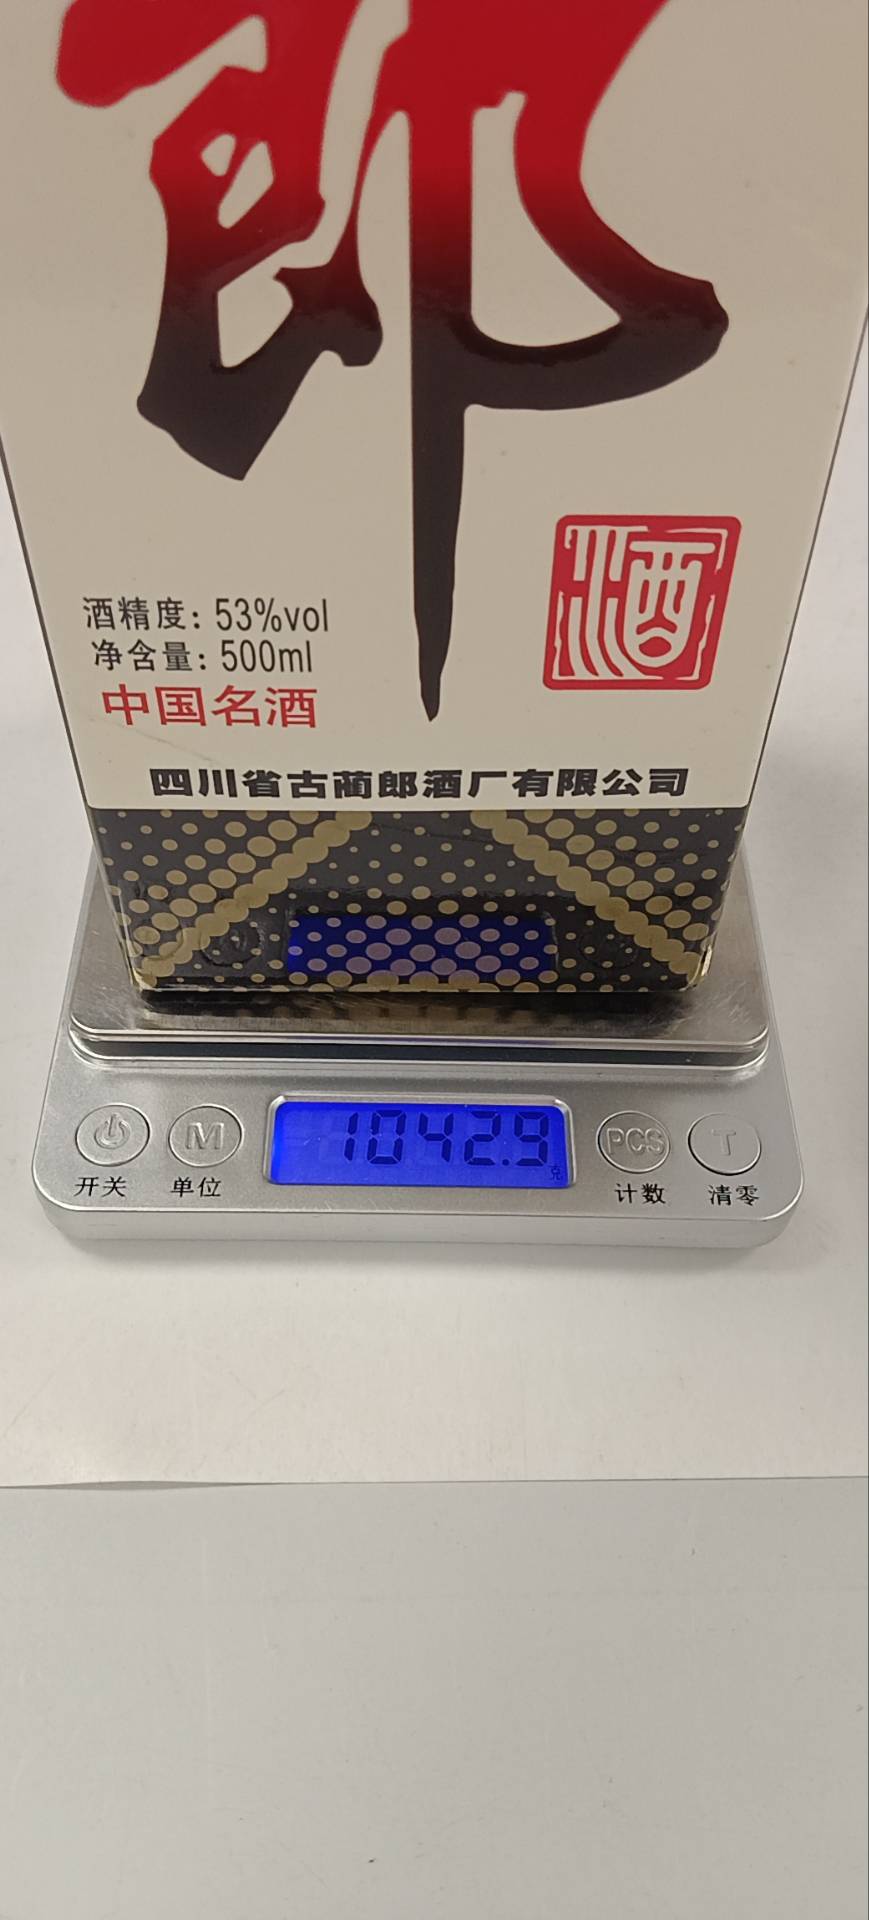 郎
酒
酒精度: 53%vol
净含量: 500ml
中国名酒
四川省古蔺郎酒厂有限公司
1042.9
克
M
PCS
T
开关
单位
计数
清零